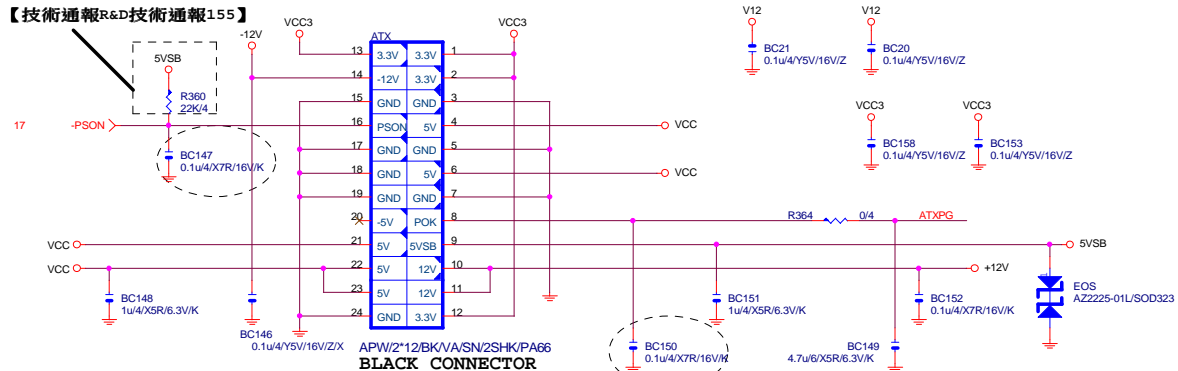 【技術通報R&D技術通報155】
5VSB
R360
22K/4
17
-PSON
BC147
0.1u/4/X7R/16V/K
-12V
VCC3
ATX
VCC3
13 3.3V 3.3V 1
14 -12V 3.3V 2
15 GND GND 3
16 PSON 5V 4
17 GND GND 5
18 GND 5V 6
19 GND GND 7
20 -5V POK 8
21 5V 5VSB 9
22 5V 12V 10
23 5V 12V 11
24 GND 3.3V 12
VCC
VCC
VCC
VCC
BC148
1u/4/X5R/6.3V/K
BC146
0.1u/4/Y5V/16V/Z/X
APW/2*12/BK/VA/SN/2SHK/PA66
BLACK CONNECTOR
V12
BC21
0.1u/4/Y5V/16V/Z
V12
BC20
0.1u/4/Y5V/16V/Z
VCC3
BC158
0.1u/4/Y5V/16V/Z
VCC3
BC153
0.1u/4/Y5V/16V/Z
R364
0/4
ATXPG
5VSB
+12V
BC151
1u/4/X5R/6.3V/K
BC152
0.1u/4/X7R/16V/K
EOS
AZ2225-01L/SOD323
BC150
0.1u/4/X7R/16V/K
BC149
4.7u/6/X5R/6.3V/K